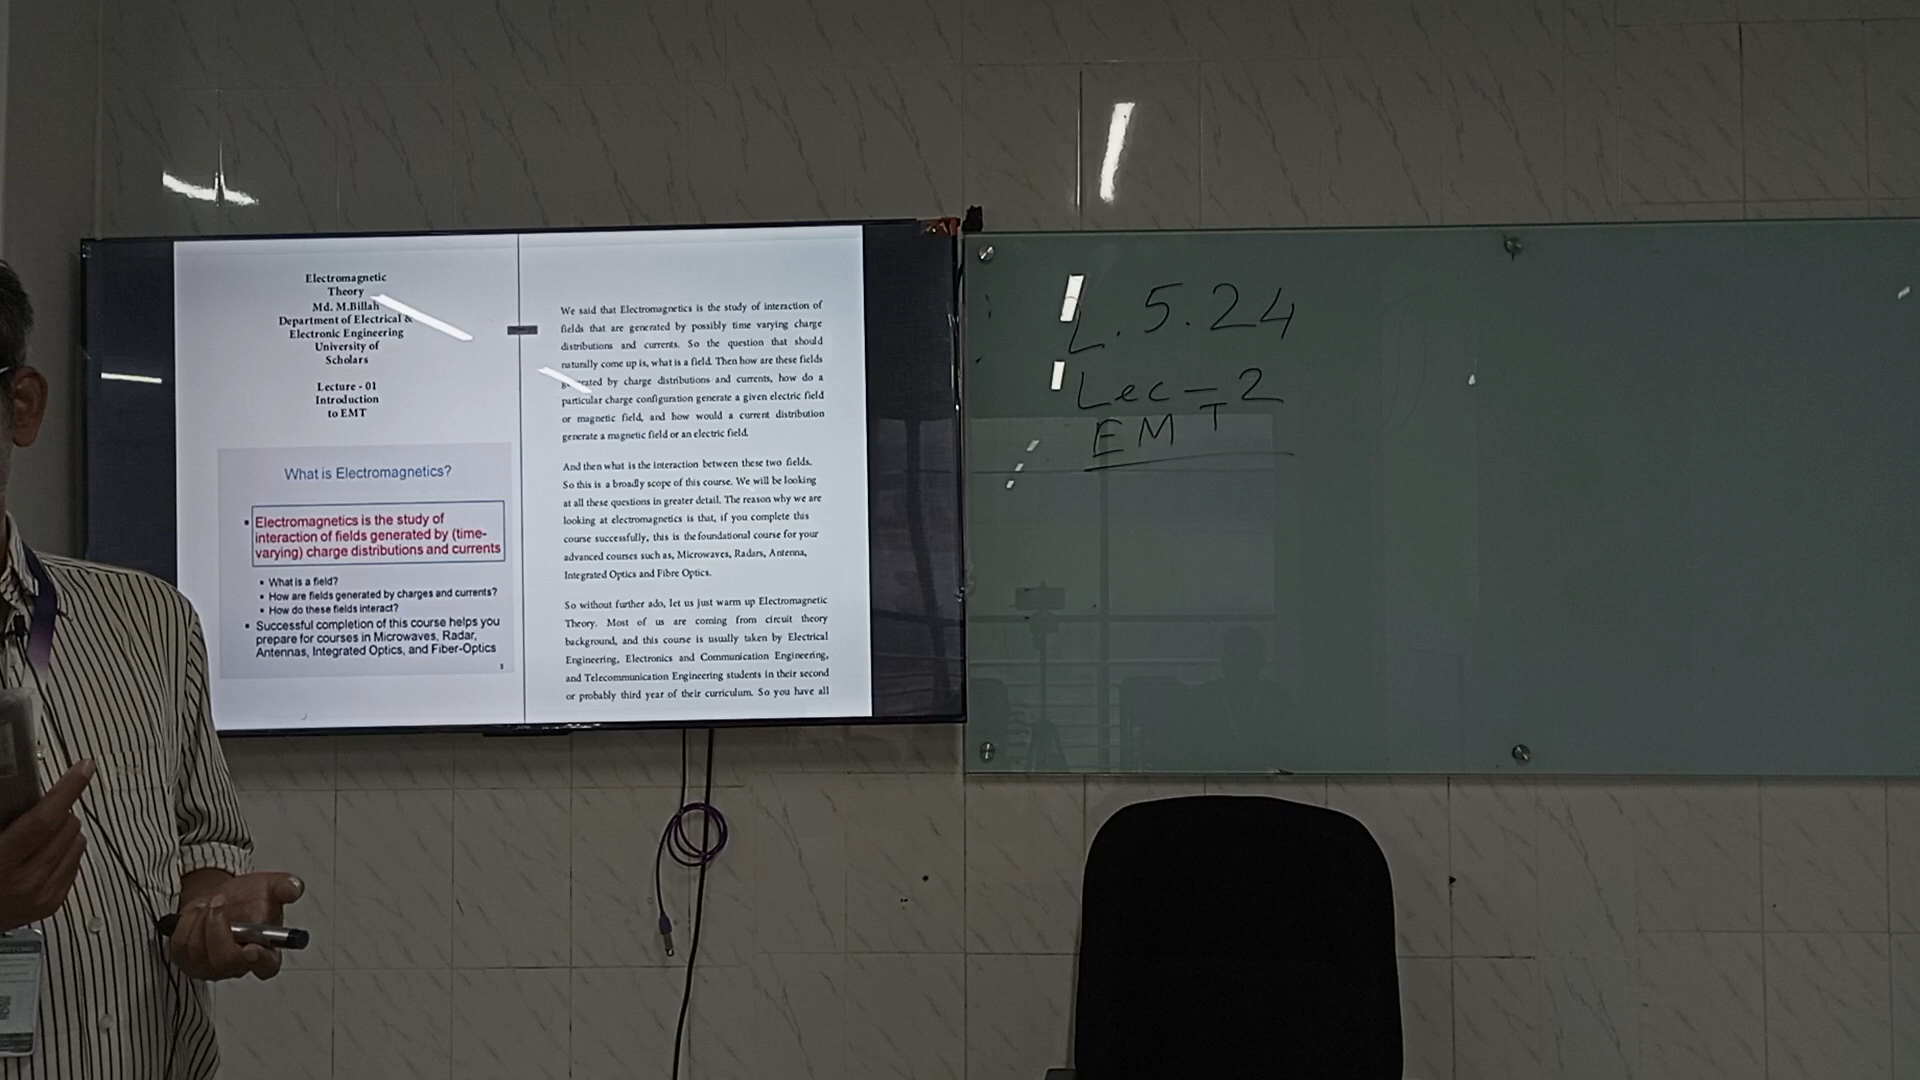 Electromagnetic
Theory
Md. M.Billah
Department of Electrical &
Electronic Engineering
University of
Scholars
Lecture - 01
Introduction
to EMT
What is Electromagnetics?
▪ Electromagnetics is the study of
interaction of fields generated by (time-
varying) charge distributions and currents
▪ What is a field?
▪ How are fields generated by charges and currents?
▪ How do these fields interact?
▪ Successful completion of this course helps you
prepare for courses in Microwaves, Radar,
Antennas, Integrated Optics, and Fiber-Optics
We said that Electromagnetics is the study of interaction of
fields that are generated by possibly time varying charge
distributions and currents. So the question that should
naturally come up is, what is a field. Then how are these fields
generated by charge distributions and currents, how do a
particular charge configuration generate a given electric field
or magnetic field, and how would a current distribution
generate a magnetic field or an electric field.
And then what is the interaction between these two fields.
So this is a broadly scope of this course. We will be looking
at all these questions in greater detail. The reason why we are
looking at electromagnetics is that, if you complete this
course successfully, this is the foundational course for your
advanced courses such as, Microwaves, Radars, Antenna,
Integrated Optics and Fibre Optics.
So without further ado, let us just warm up Electromagnetic
Theory. Most of us are coming from circuit theory
background, and this course is usually taken by Electrical
Engineering, Electronics and Communication Engineering,
and Telecommunication Engineering students in their second
or probably third year of their curriculum. So you have all
.5.24
Lec-2
EMT